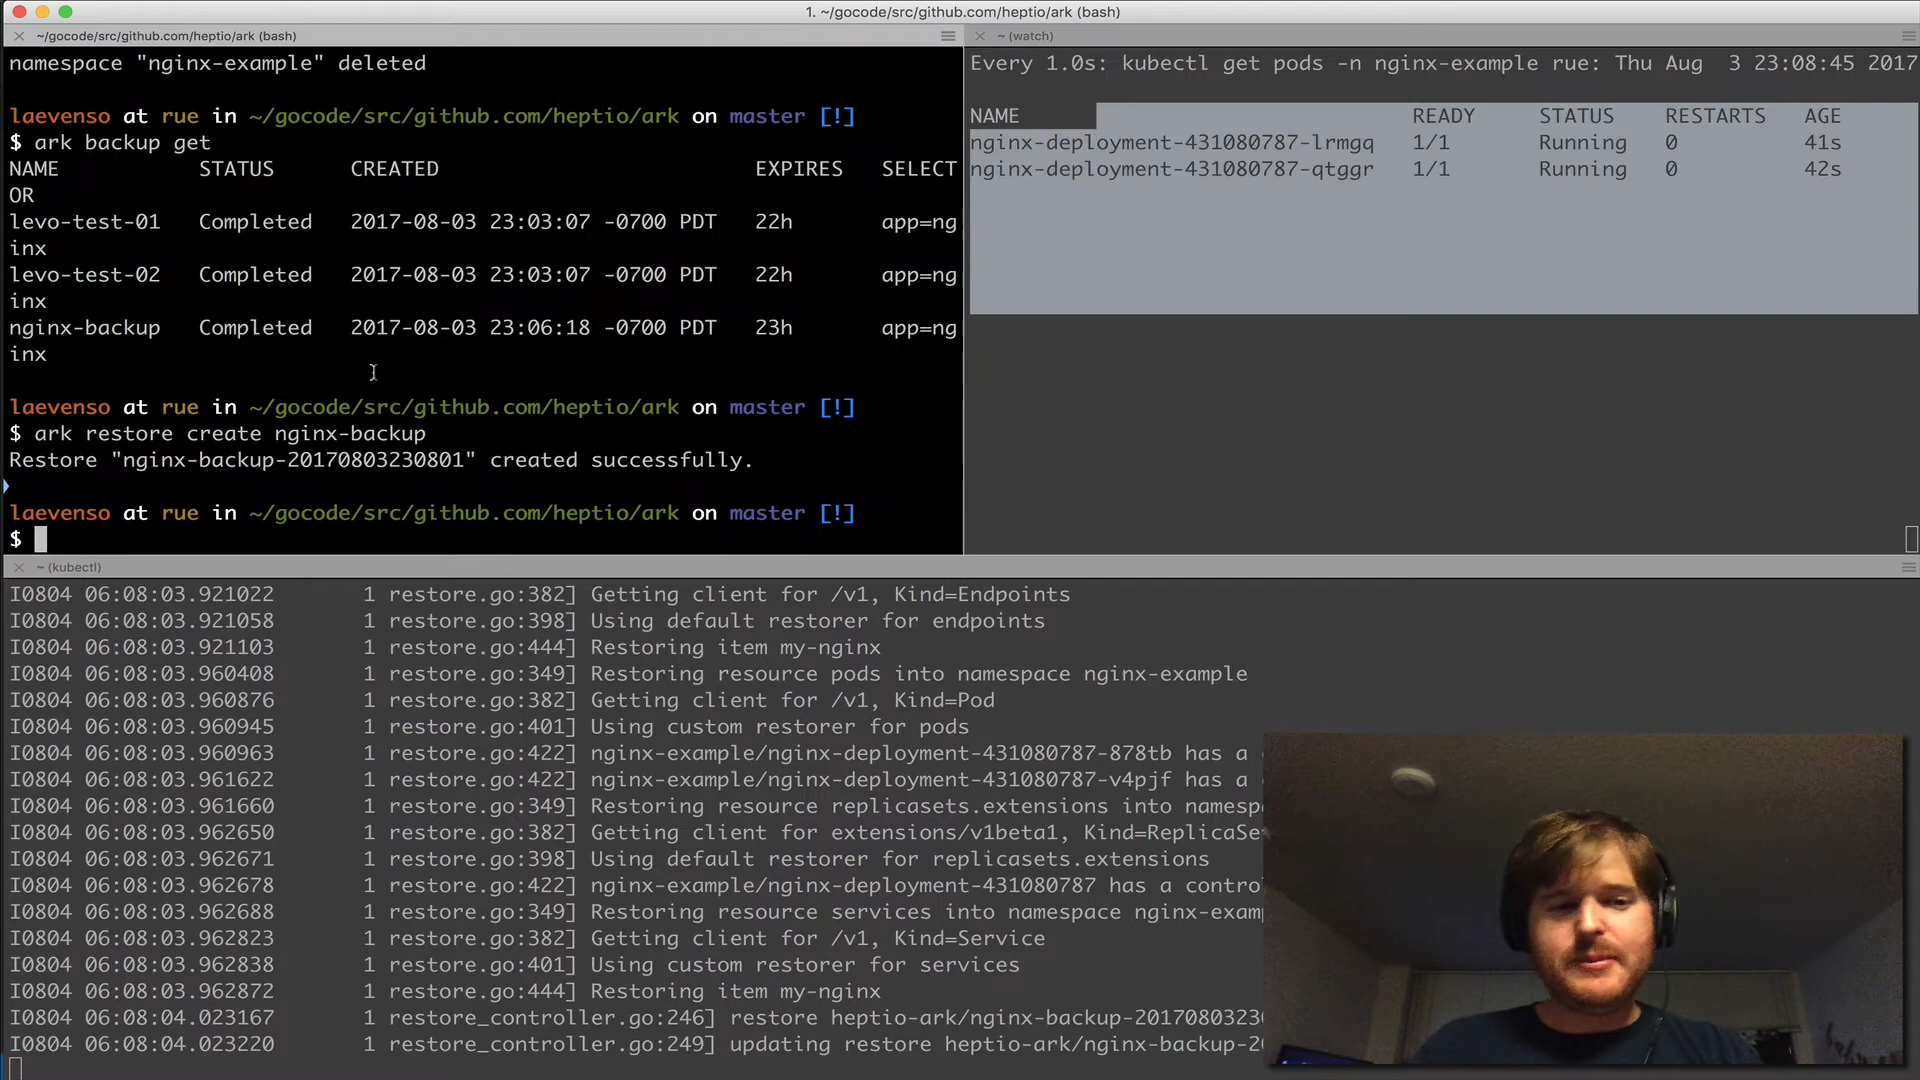 1. ~/gocode/src/github.com/heptio/ark (bash)
~/gocode/src/github.com/heptio/ark (bash)
namespace "nginx-example" deleted
laevenso at rue in ~/gocode/src/github.com/heptio/ark on master [!]
$ ark backup get
NAME STATUS CREATED EXPIRES SELECT
OR
levo-test-01 Completed 2017-08-03 23:03:07 -0700 PDT 22h app=ng
inx
levo-test-02 Completed 2017-08-03 23:03:07 -0700 PDT 22h app=ng
inx
nginx-backup Completed 2017-08-03 23:06:18 -0700 PDT 23h app=ng
inx
laevenso at rue in ~/gocode/src/github.com/heptio/ark on master [!]
$ ark restore create nginx-backup
Restore "nginx-backup-20170803230801" created successfully.
laevenso at rue in ~/gocode/src/github.com/heptio/ark on master [!]
$
~ (watch)
Every 1.0s: kubectl get pods -n nginx-example rue: Thu Aug 3 23:08:45 2017
NAME READY STATUS RESTARTS AGE
nginx-deployment-431080787-lrmgq 1/1 Running 0 41s
nginx-deployment-431080787-qtggr 1/1 Running 0 42s
~ (kubectl)
I0804 06:08:03.921022 1 restore.go:382] Getting client for /v1, Kind=Endpoints
I0804 06:08:03.921058 1 restore.go:398] Using default restorer for endpoints
I0804 06:08:03.921103 1 restore.go:444] Restoring item my-nginx
I0804 06:08:03.960408 1 restore.go:349] Restoring resource pods into namespace nginx-example
I0804 06:08:03.960876 1 restore.go:382] Getting client for /v1, Kind=Pod
I0804 06:08:03.960945 1 restore.go:401] Using custom restorer for pods
I0804 06:08:03.960963 1 restore.go:422] nginx-example/nginx-deployment-431080787-878tb has a
I0804 06:08:03.961622 1 restore.go:422] nginx-example/nginx-deployment-431080787-v4pjf has a
I0804 06:08:03.961660 1 restore.go:349] Restoring resource replicasets.extensions into namesp
I0804 06:08:03.962650 1 restore.go:382] Getting client for extensions/v1beta1, Kind=ReplicaSe
I0804 06:08:03.962671 1 restore.go:398] Using default restorer for replicasets.extensions
I0804 06:08:03.962678 1 restore.go:422] nginx-example/nginx-deployment-431080787 has a contro
I0804 06:08:03.962688 1 restore.go:349] Restoring resource services into namespace nginx-exam
I0804 06:08:03.962823 1 restore.go:382] Getting client for /v1, Kind=Service
I0804 06:08:03.962838 1 restore.go:401] Using custom restorer for services
I0804 06:08:03.962872 1 restore.go:444] Restoring item my-nginx
I0804 06:08:04.023167 1 restore_controller.go:246] restore heptio-ark/nginx-backup-2017080323
I0804 06:08:04.023220 1 restore_controller.go:249] updating restore heptio-ark/nginx-backup-2